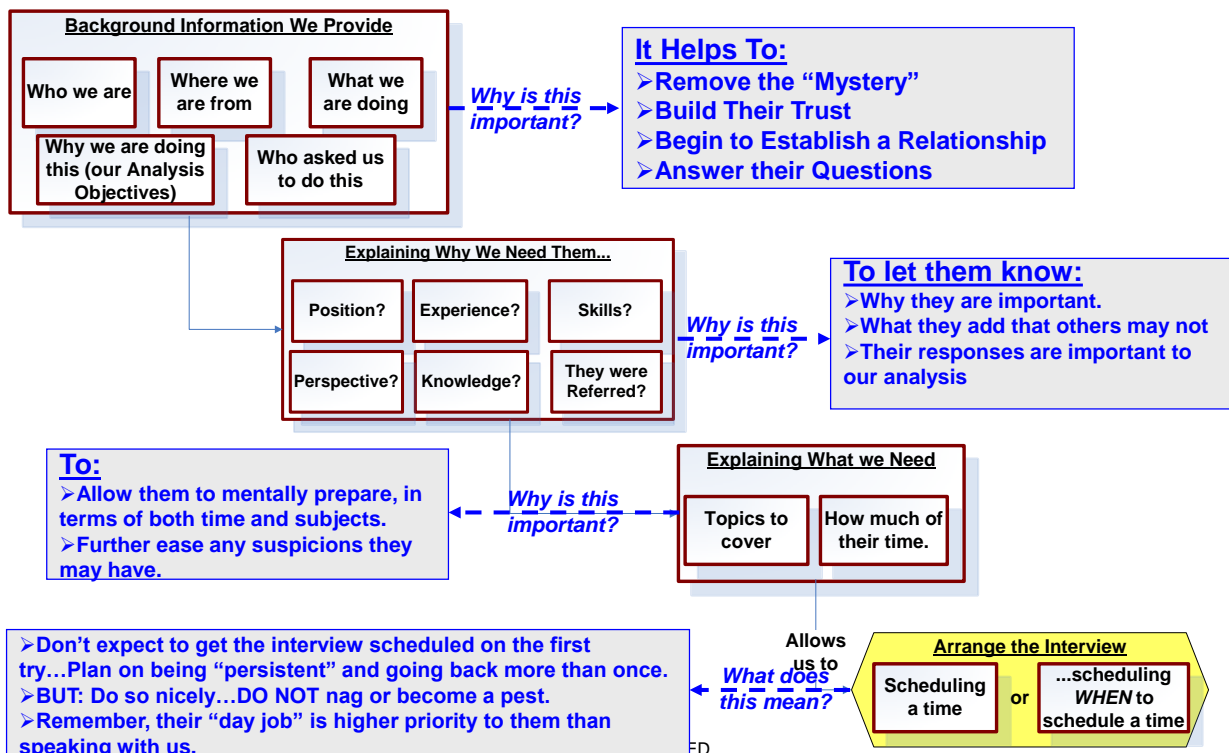 Background Information We Provide
Who we are
Where we
are from
What we
are doing
Why we are doing
this (our Analysis
Objectives)
Who asked us
to do this
Why is this
important?
It Helps To:
➢Remove the “Mystery”
➢Build Their Trust
➢Begin to Establish a Relationship
➢Answer their Questions
Explaining Why We Need Them...
Position?
Experience?
Skills?
Perspective?
Knowledge?
They were
Referred?
Why is this
important?
To let them know:
➢Why they are important.
➢What they add that others may not
➢Their responses are important to
our analysis
To:
➢Allow them to mentally prepare, in
terms of both time and subjects.
➢Further ease any suspicions they
may have.
Why is this
important?
Explaining What we Need
Topics to
cover
How much of
their time.
Allows
us to
➢Don’t expect to get the interview scheduled on the first
try…Plan on being “persistent” and going back more than once.
➢BUT: Do so nicely…DO NOT nag or become a pest.
➢Remember, their “day job” is higher priority to them than
speaking with us.
What does
this mean?
Arrange the Interview
Scheduling
a time
or
...scheduling
WHEN to
schedule a time